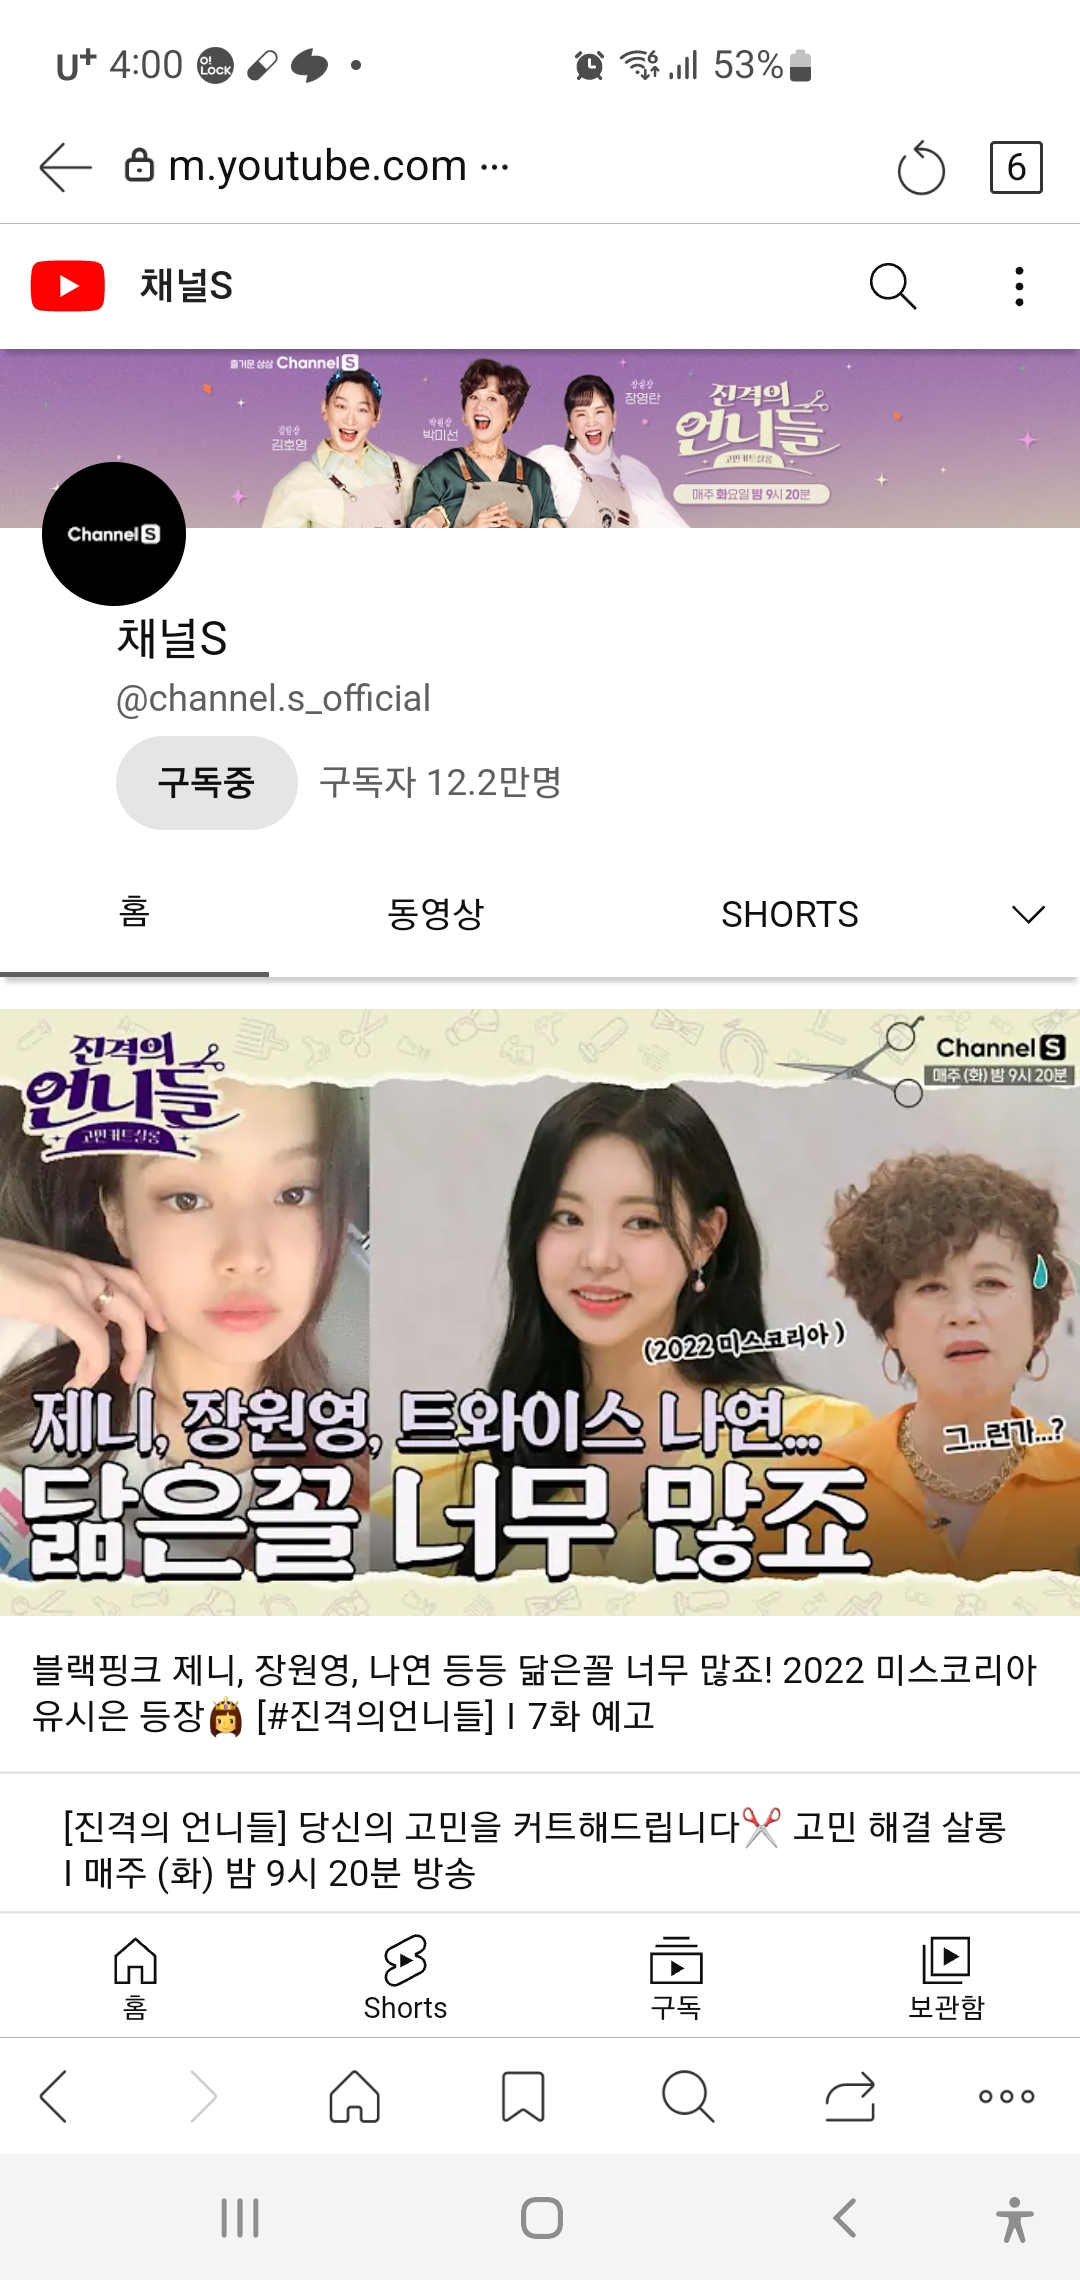 U+ 4:00 O! LOCK 53%
m.youtube.com ...
6
채널S
즐거운 상상 Channel S
김호영
박미선
장영란
진격의
언니들
고민커트살롱
매주 화요일 밤 9시 20분
Channel S
채널S
@channel.s_official
구독중 구독자 12.2만명
홈 동영상 SHORTS
진격의
언니들
고민커트살롱
Channel S
매주 (화) 밤 9시 20분
(2022 미스코리아)
그...런가...?
제니, 장원영, 트와이스 나연...
닮은꼴 너무 많죠
블랙핑크 제니, 장원영, 나연 등등 닮은꼴 너무 많죠! 2022 미스코리아
유시은 등장👸 [#진격의언니들] I 7화 예고
[진격의 언니들] 당신의 고민을 커트해드립니다✂️ 고민 해결 살롱
I 매주 (화) 밤 9시 20분 방송
홈 Shorts 구독 보관함